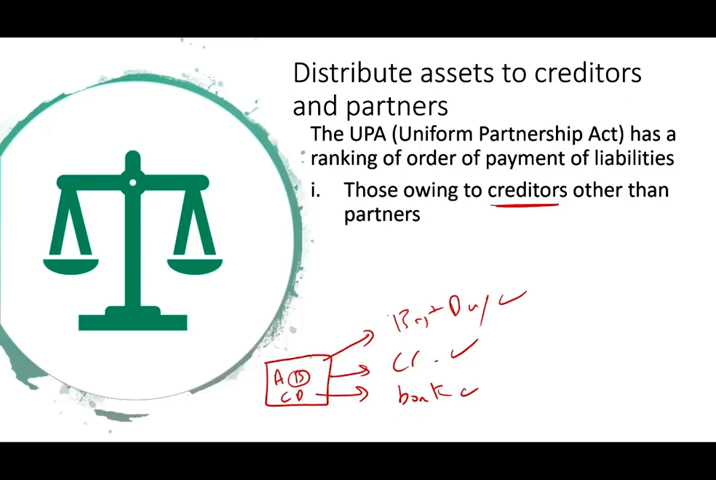 Distribute assets to creditors
and partners
The UPA (Uniform Partnership Act) has a
ranking of order of payment of liabilities
i. Those owing to creditors other than
partners
A B
C D
Cr.
bank